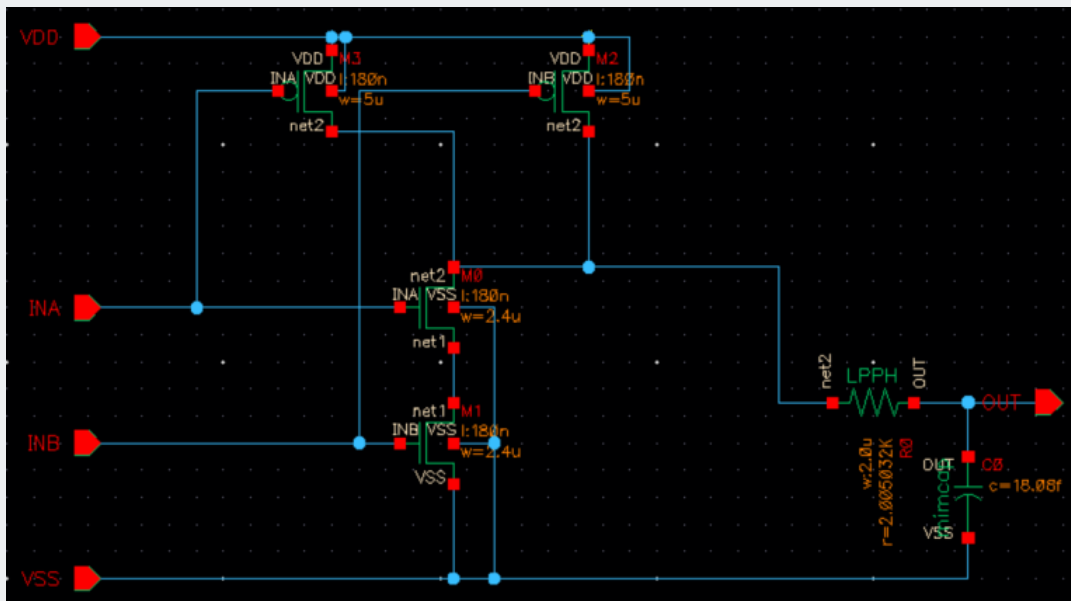 VDD
VDD M3
INA VDD l:180n
w=5u
net2
VDD M2
INB VDD l:180n
w=5u
net2
net2 M0
INA VSS l:180n
w=2.4u
net1
INA
net1 M1
INB VSS l:180n
w=2.4u
VSS
INB
net2
LPPH
OUT
OUT
w:2.0u
r=2.005032K
R0
OUT C0
c=18.08f
VSS
VSS